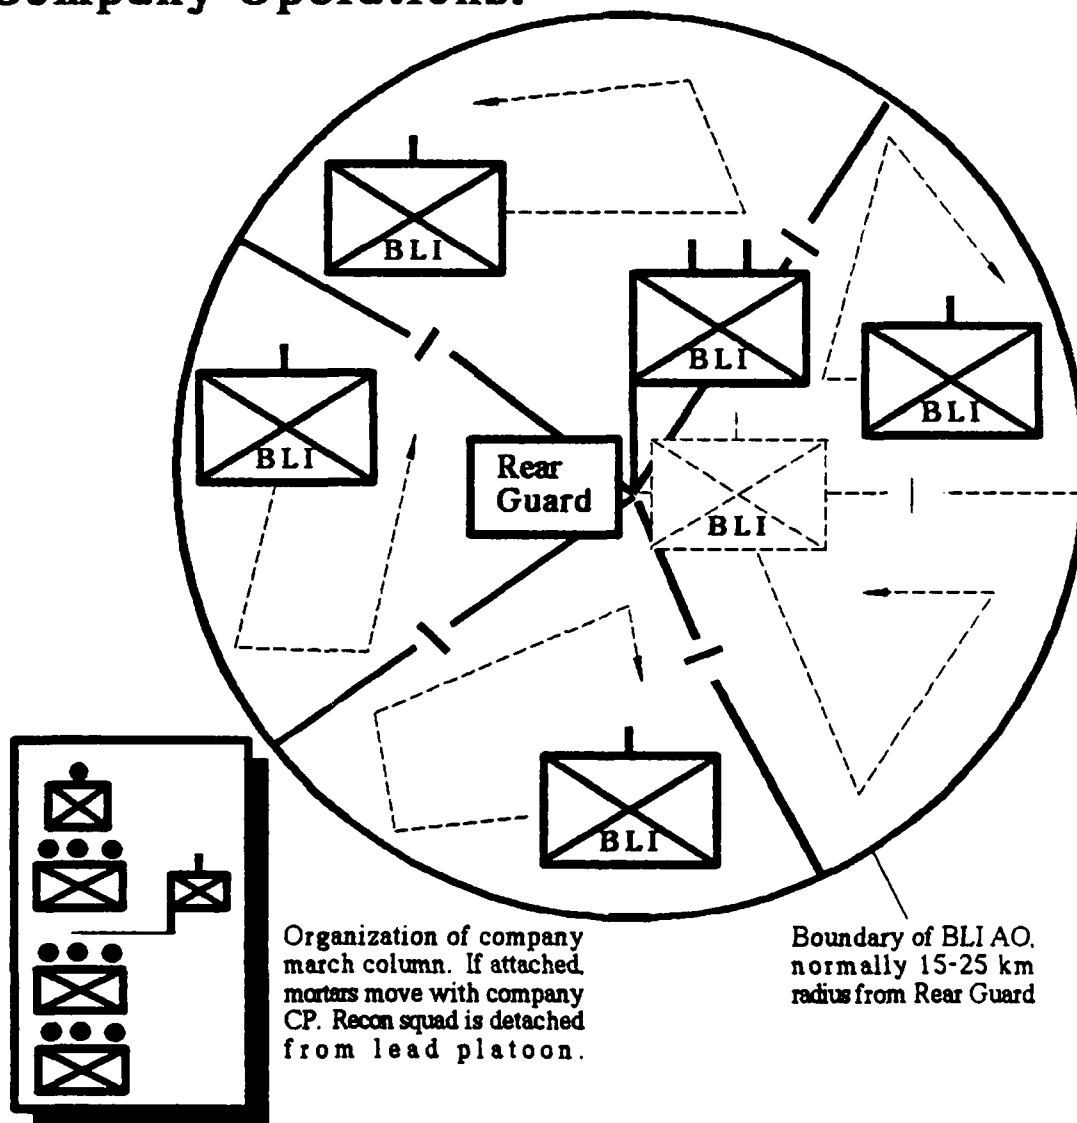 Company Operations.
BLI
BLI
BLI
BLI
BLI
Rear
Guard
BLI
BLI
Organization of company
march column. If attached,
mortars move with company
CP. Recon squad is detached
from lead platoon.
Boundary of BLI AO,
normally 15-25 km
radius from Rear Guard